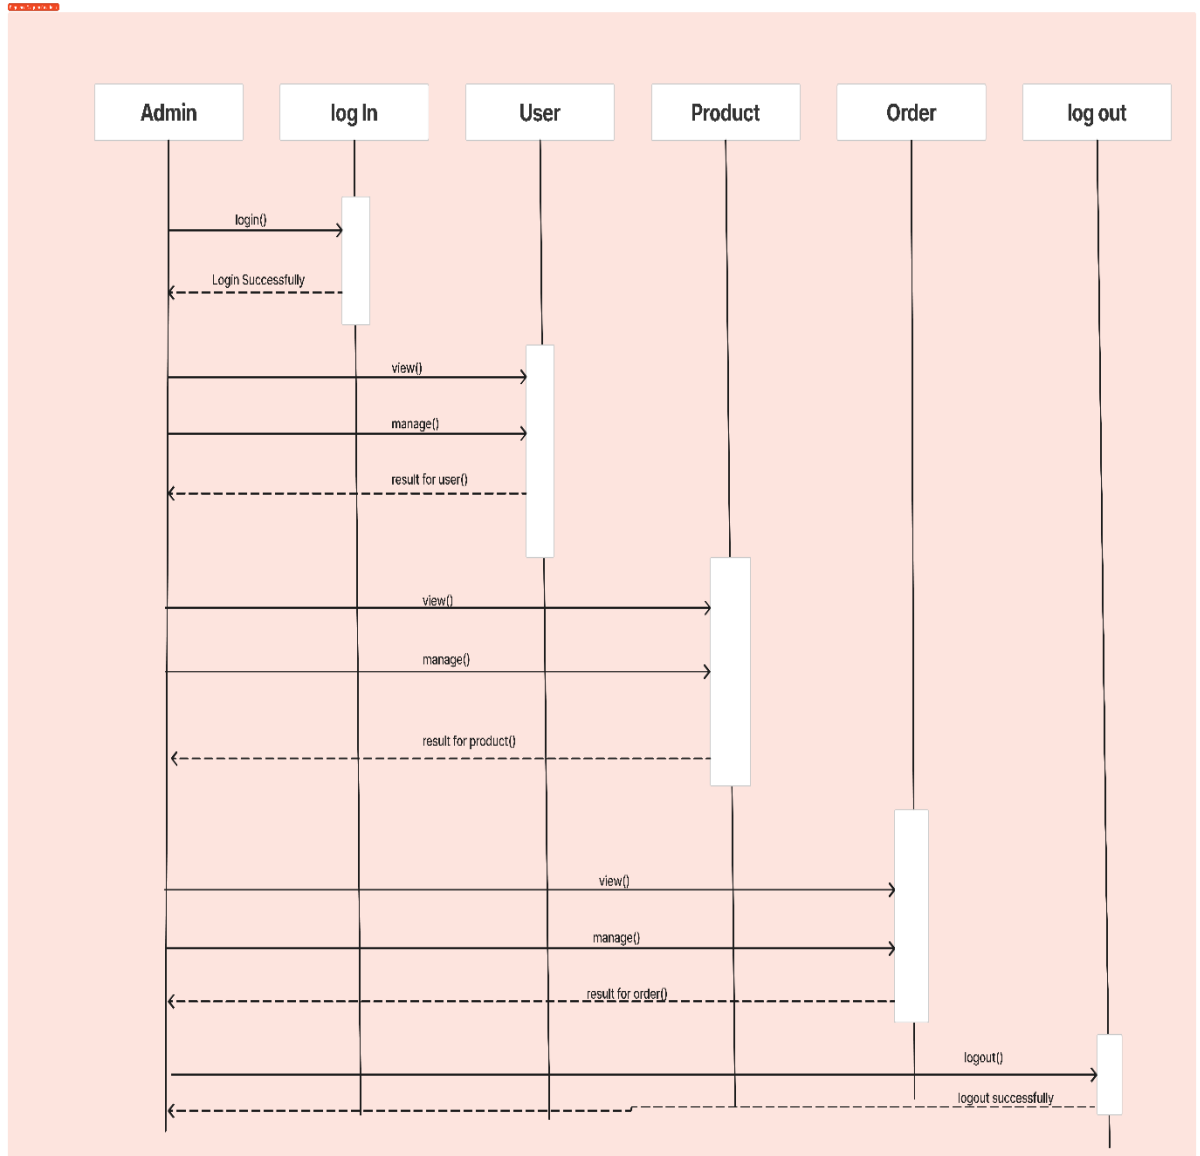 Admin
log In
User
Product
Order
log out
login()
Login Successfully
view()
manage()
result for user()
view()
manage()
result for product()
view()
manage()
result for order()
logout()
logout successfully